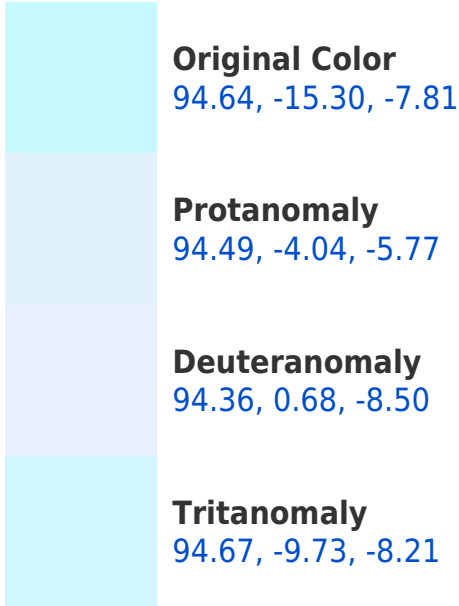 Original Color
94.64, -15.30, -7.81
Protanomaly
94.49, -4.04, -5.77
Deuteranomaly
94.36, 0.68, -8.50
Tritanomaly
94.67, -9.73, -8.21